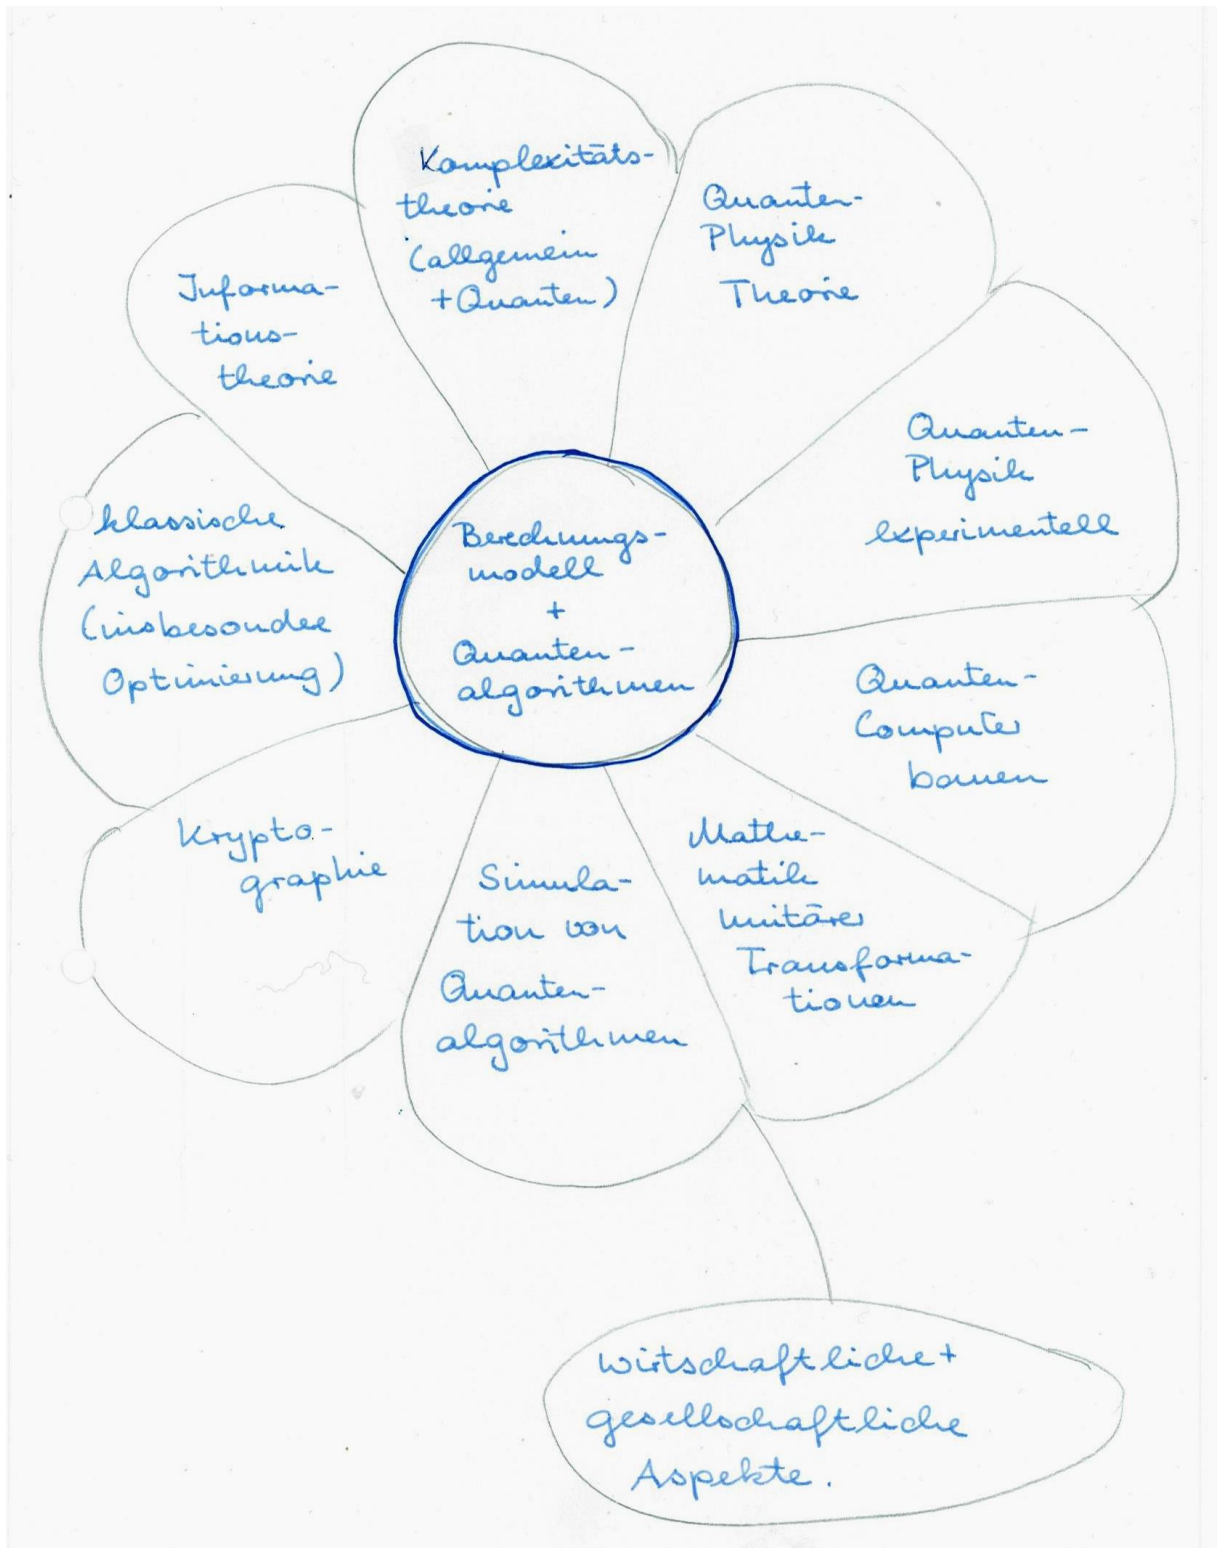 Komplexitäts-
theorie
(allgemein
+Quanten)
Quanten-
Physik
Theorie
Quanten-
Physik
experimentell
Quanten-
Computer
bauen
Mathe-
matik
unitärer
Transforma-
tionen
Simula-
tion von
Quanten-
algorithmen
Krypto-
graphie
klassische
Algorithmik
(insbesondere
Optimierung)
Informa-
tions-
theorie
Berechnungs-
modell
+
Quanten-
algorithmen
wirtschaftliche +
gesellschaftliche
Aspekte.